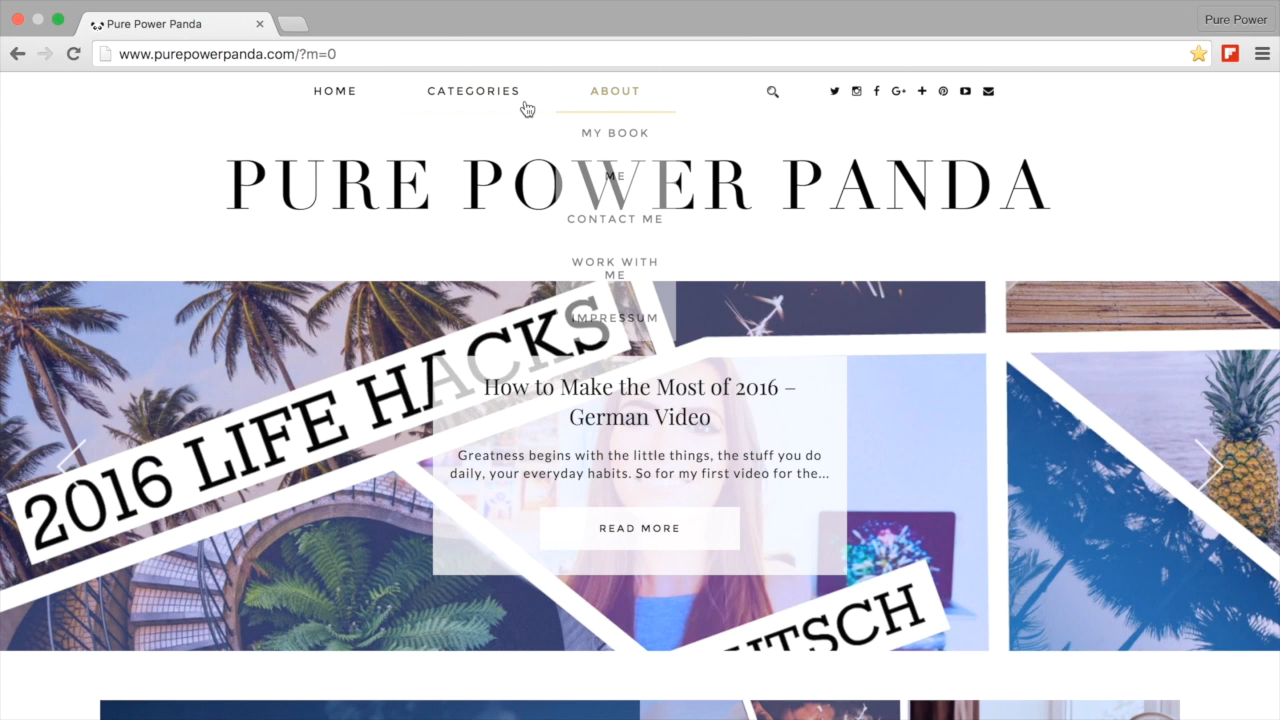 Pure Power Panda
Pure Power
www.purepowerpanda.com/?m=0
HOME
CATEGORIES
ABOUT
MY BOOK
ME
CONTACT ME
WORK WITH
ME
IMPRESSUM
PURE POWER PANDA
2016 LIFE HACKS
How to Make the Most of 2016 –
German Video
Greatness begins with the little things, the stuff you do
daily, your everyday habits. So for my first video for the...
READ MORE